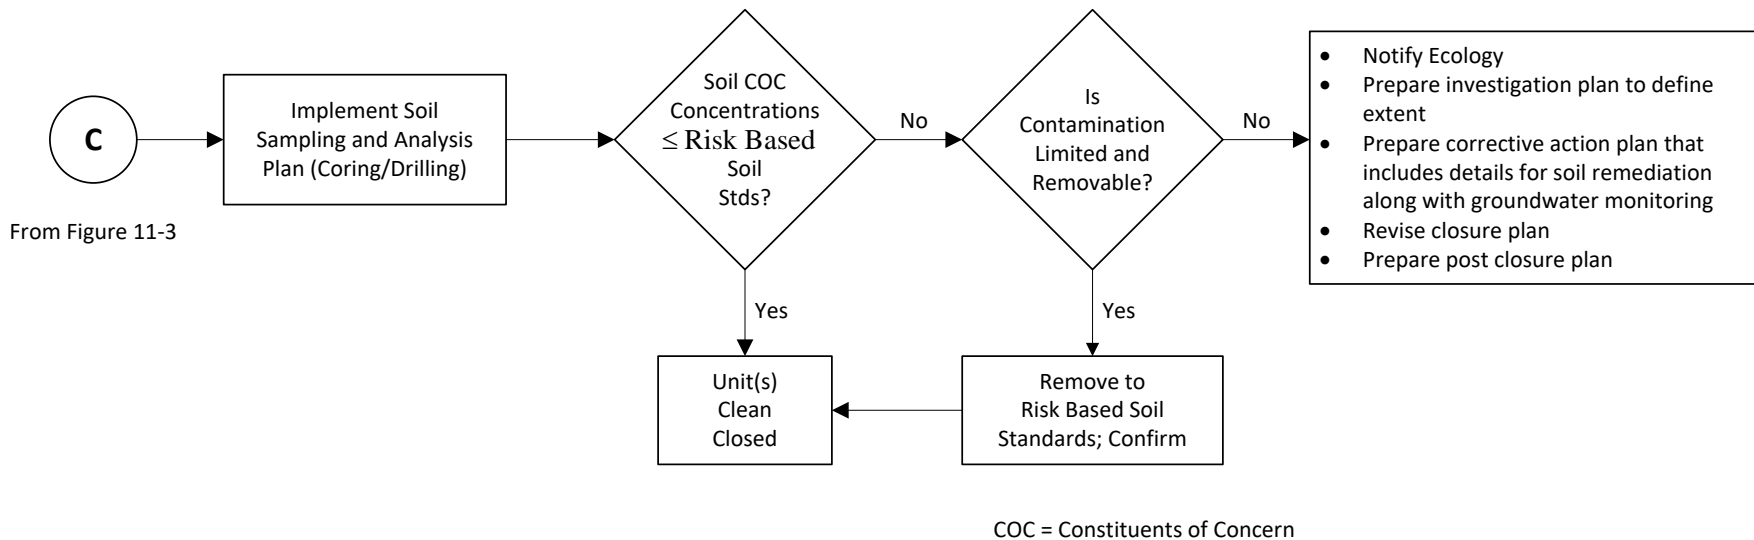 C
From Figure 11-3
Implement Soil
Sampling and Analysis
Plan (Coring/Drilling)
Soil COC
Concentrations
≤ Risk Based
Soil
Stds?
No
Yes
Is
Contamination
Limited and
Removable?
No
Yes
• Notify Ecology
• Prepare investigation plan to define
extent
• Prepare corrective action plan that
includes details for soil remediation
along with groundwater monitoring
• Revise closure plan
• Prepare post closure plan
Unit(s)
Clean
Closed
Remove to
Risk Based Soil
Standards; Confirm
COC = Constituents of Concern